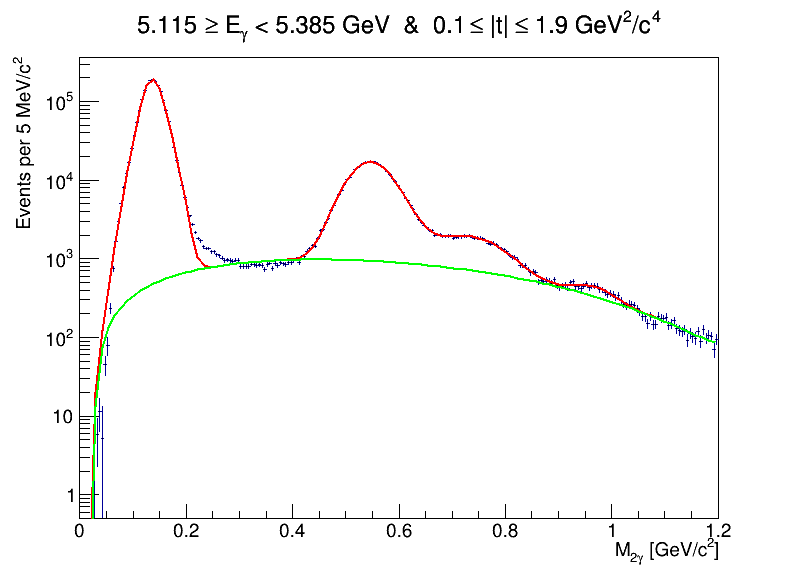 5.115 ≥ E_γ < 5.385 GeV & 0.1 ≤ |t| ≤ 1.9 GeV²/c⁴
Events per 5 MeV/c²
10⁵
10⁴
10³
10²
10
1
0 0.2 0.4 0.6 0.8 1 1.2
M_2γ [GeV/c²]